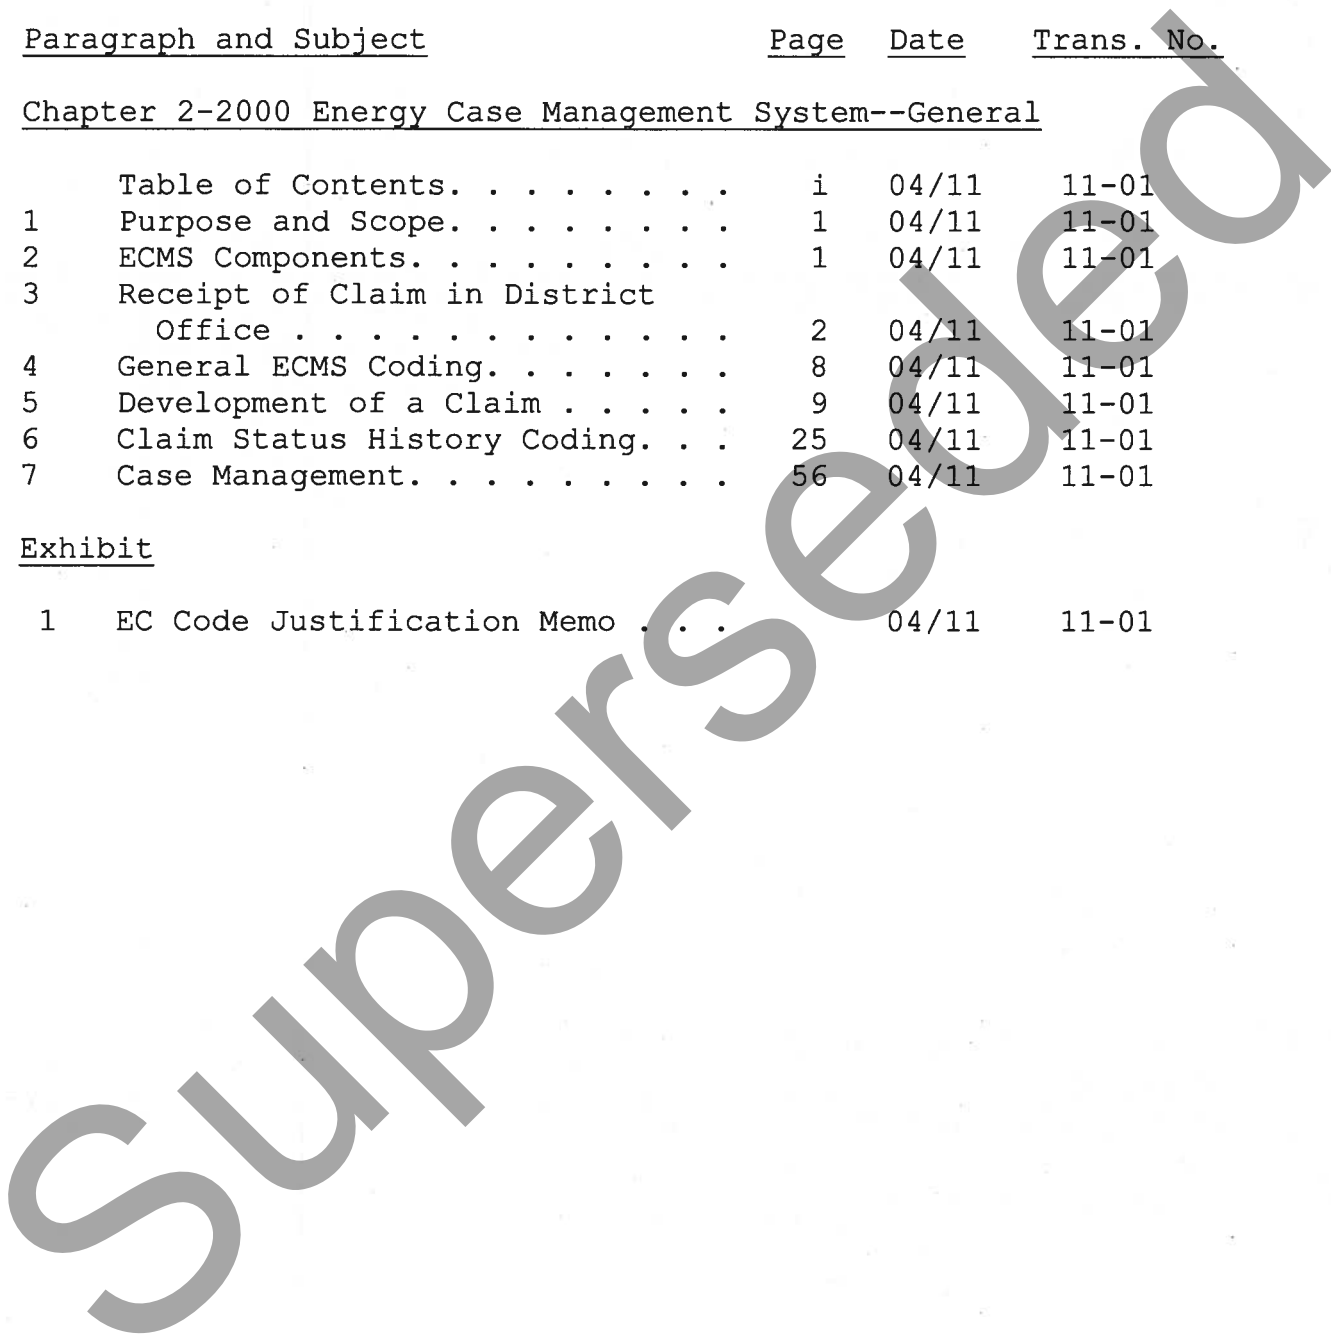 Paragraph and Subject Page Date Trans. No.
Chapter 2-2000 Energy Case Management System--General
Table of Contents. . . . . . . . i 04/11 11-01
1 Purpose and Scope. . . . . . . . 1 04/11 11-01
2 ECMS Components. . . . . . . . . 1 04/11 11-01
3 Receipt of Claim in District
Office . . . . . . . . . . . . 2 04/11 11-01
4 General ECMS Coding. . . . . . . 8 04/11 11-01
5 Development of a Claim . . . . . 9 04/11 11-01
6 Claim Status History Coding. . . 25 04/11 11-01
7 Case Management. . . . . . . . . 56 04/11 11-01
Exhibit
1 EC Code Justification Memo . . . 04/11 11-01
Superseded